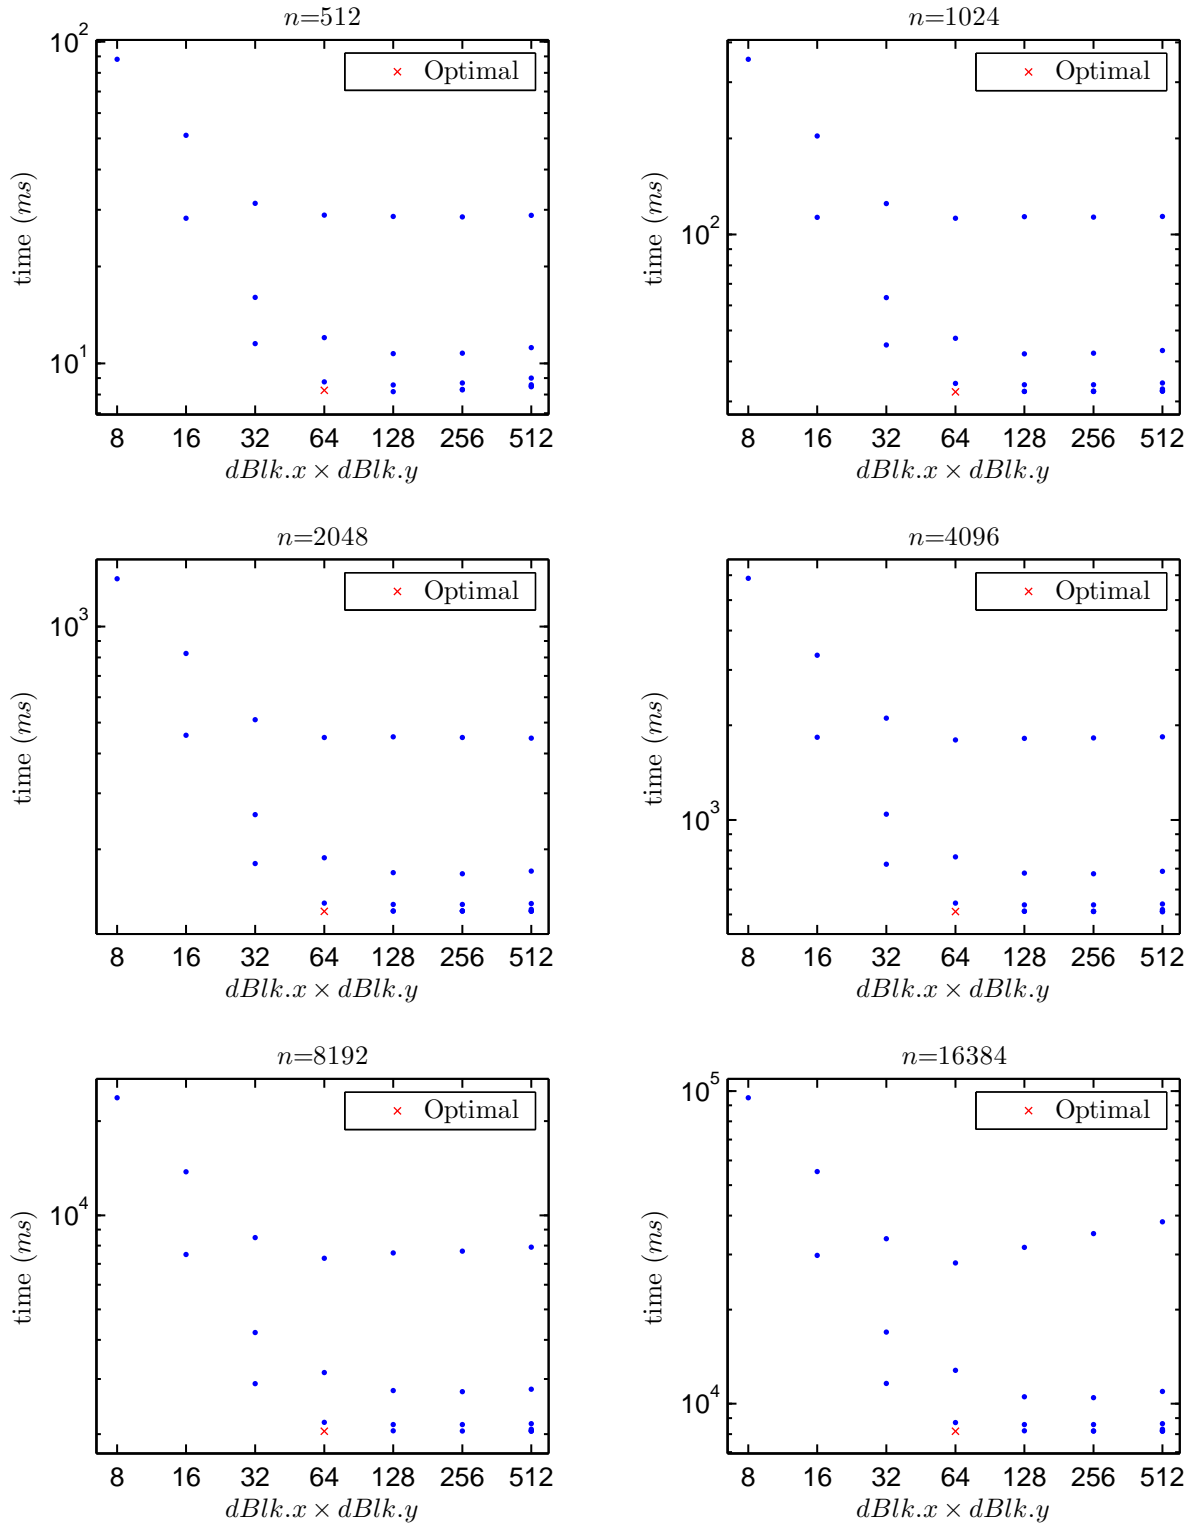 n=512
10^2
10^1
time (ms)
Optimal
8 16 32 64 128 256 512
dBlk.x × dBlk.y
n=1024
10^2
time (ms)
Optimal
8 16 32 64 128 256 512
dBlk.x × dBlk.y
n=2048
10^3
time (ms)
Optimal
8 16 32 64 128 256 512
dBlk.x × dBlk.y
n=4096
10^3
time (ms)
Optimal
8 16 32 64 128 256 512
dBlk.x × dBlk.y
n=8192
10^4
time (ms)
Optimal
8 16 32 64 128 256 512
dBlk.x × dBlk.y
n=16384
10^5
10^4
time (ms)
Optimal
8 16 32 64 128 256 512
dBlk.x × dBlk.y